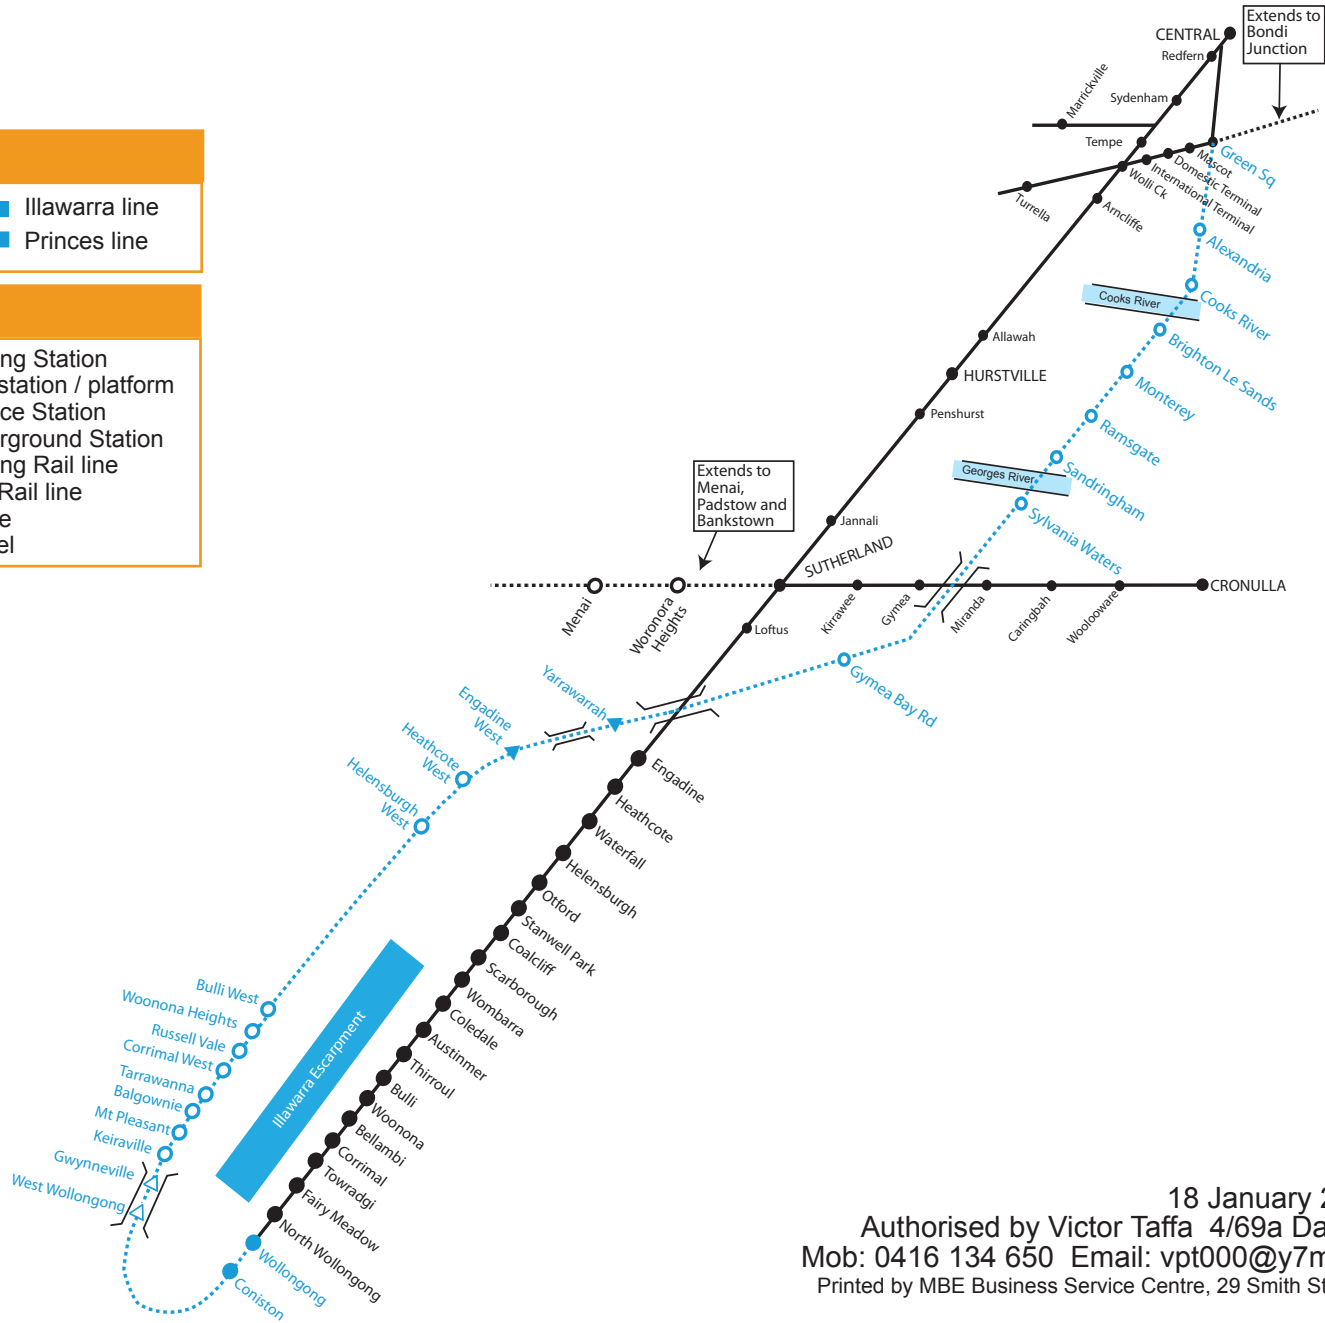 Extends to
Bondi
Junction
CENTRAL
Redfern
Marrickville
Sydenham
Tempe
Green Sq
Mascot
Domestic Terminal
International Terminal
Wolli Ck
Turrella
Arncliffe
Illawarra line
Princes line
Alexandria
Cooks River
Cooks River
Brighton Le Sands
Allawah
HURSTVILLE
Monterey
Penshurst
Ramsgate
ng Station
station / platform
ce Station
rground Station
ng Rail line
Rail line
e
el
Extends to
Menai,
Padstow and
Bankstown
Georges River
Sandringham
Jannali
Sylvania Waters
SUTHERLAND
CRONULLA
Menai
Woronora
Heights
Loftus
Kirrawee
Gymea
Miranda
Caringbah
Woolooware
Gymea Bay Rd
Yarrawarrah
Engadine
West
Heathcote
West
Helensburgh
West
Engadine
Heathcote
Waterfall
Helensburgh
Otford
Stanwell Park
Coalcliff
Scarborough
Wombarra
Coledale
Austinmer
Thirroul
Bulli
Woonona
Bellambi
Corrimal
Towradgi
Fairy Meadow
North Wollongong
Wollongong
Coniston
Illawarra Escarpment
Bulli West
Woonona Heights
Russell Vale
Corrimal West
Tarrawanna
Balgownie
Mt Pleasant
Keiraville
Gwynneville
West Wollongong
18 January 2
Authorised by Victor Taffa 4/69a Da
Mob: 0416 134 650 Email: vpt000@y7m
Printed by MBE Business Service Centre, 29 Smith St